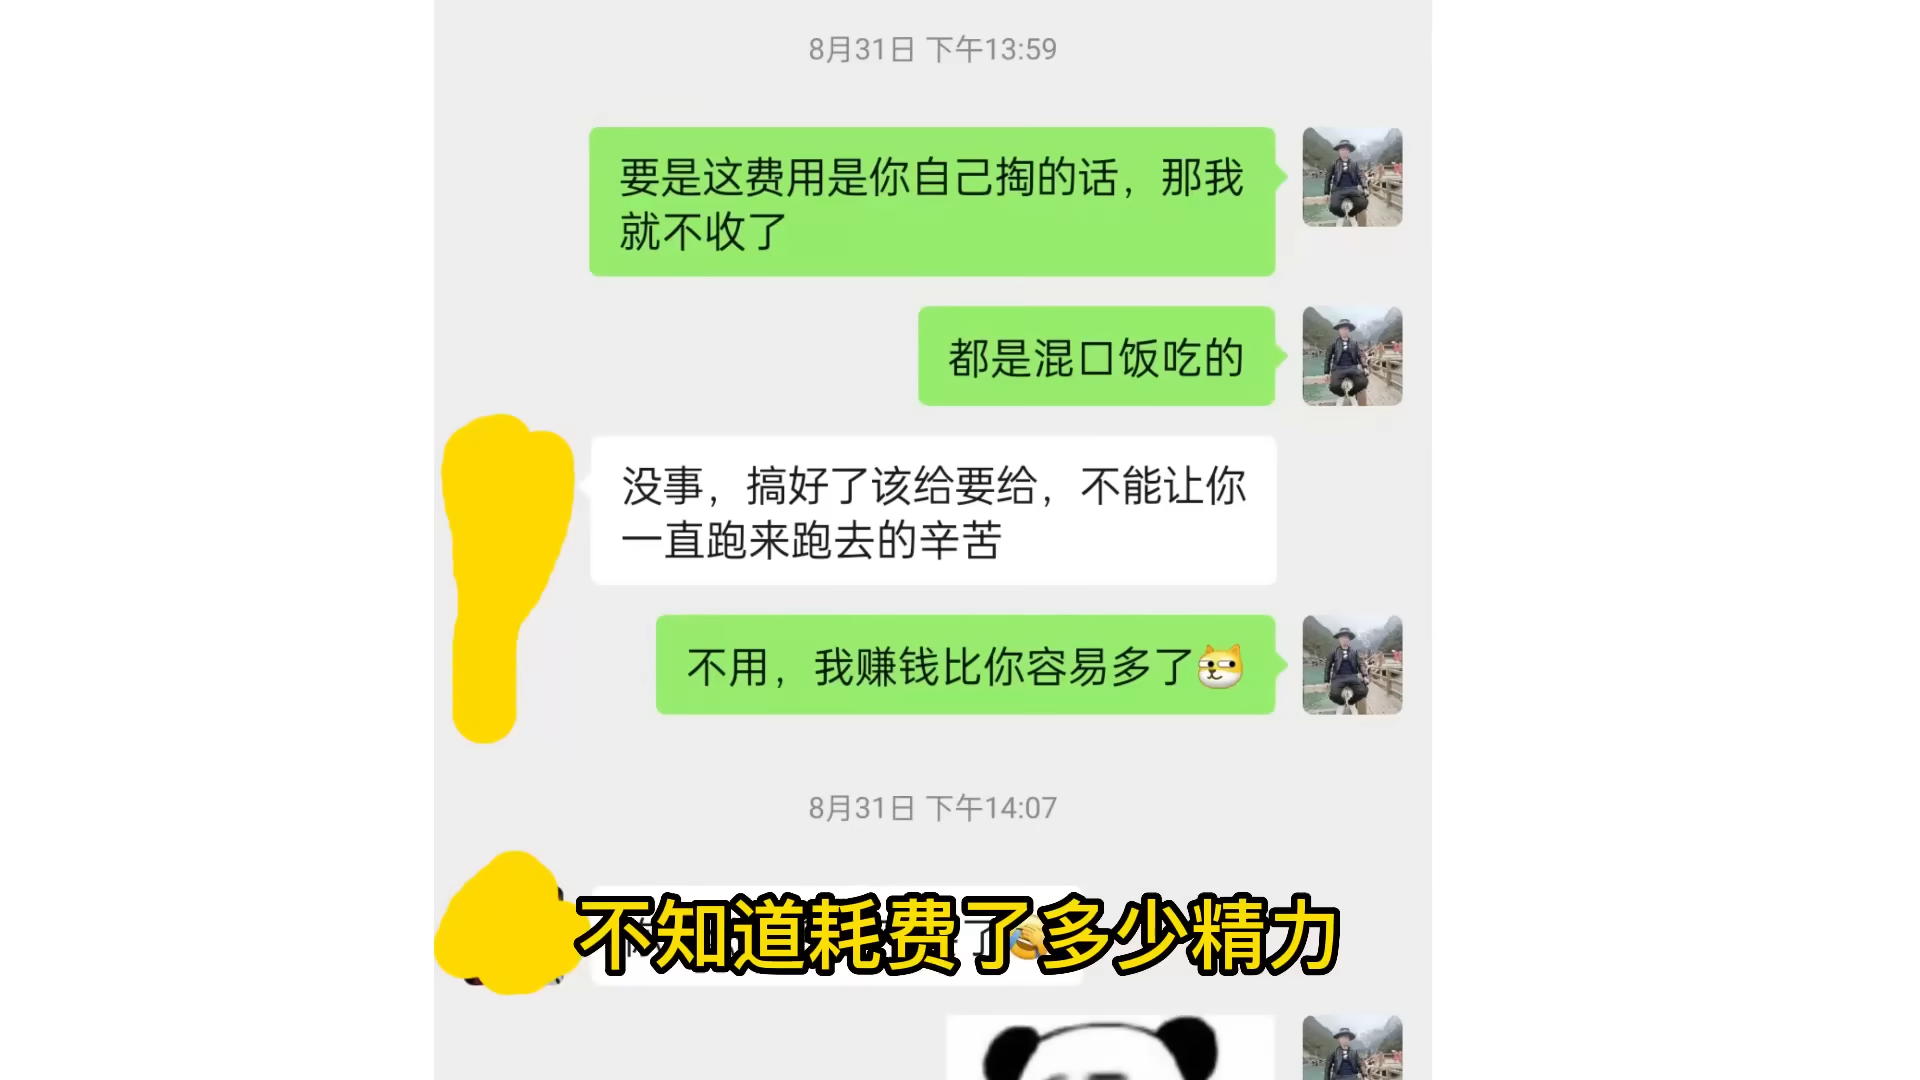 8月31日 下午13:59
要是这费用是你自己掏的话，那我
就不收了
都是混口饭吃的
没事，搞好了该给要给，不能让你
一直跑来跑去的辛苦
不用，我赚钱比你容易多了
8月31日 下午14:07
不知道耗费了多少精力